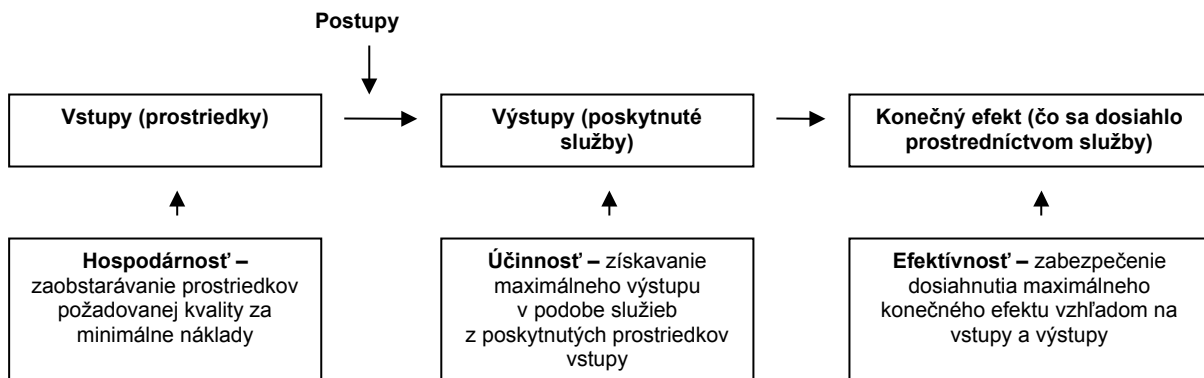 Postupy
Vstupy (prostriedky)
Výstupy (poskytnuté
služby)
Konečný efekt (čo sa dosiahlo
prostredníctvom služby)
Hospodárnosť –
zaobstarávanie prostriedkov
požadovanej kvality za
minimálne náklady
Účinnosť – získavanie
maximálneho výstupu
v podobe služieb
z poskytnutých prostriedkov
vstupy
Efektívnosť – zabezpečenie
dosiahnutia maximálneho
konečného efektu vzhľadom na
vstupy a výstupy